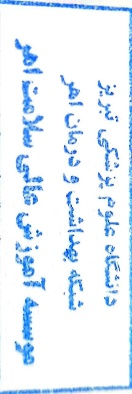 دانشگاه علوم پزشکی تبریز
شبکه بهداشت و درمان اهر
موسسه آموزش عالی سلامت اهر